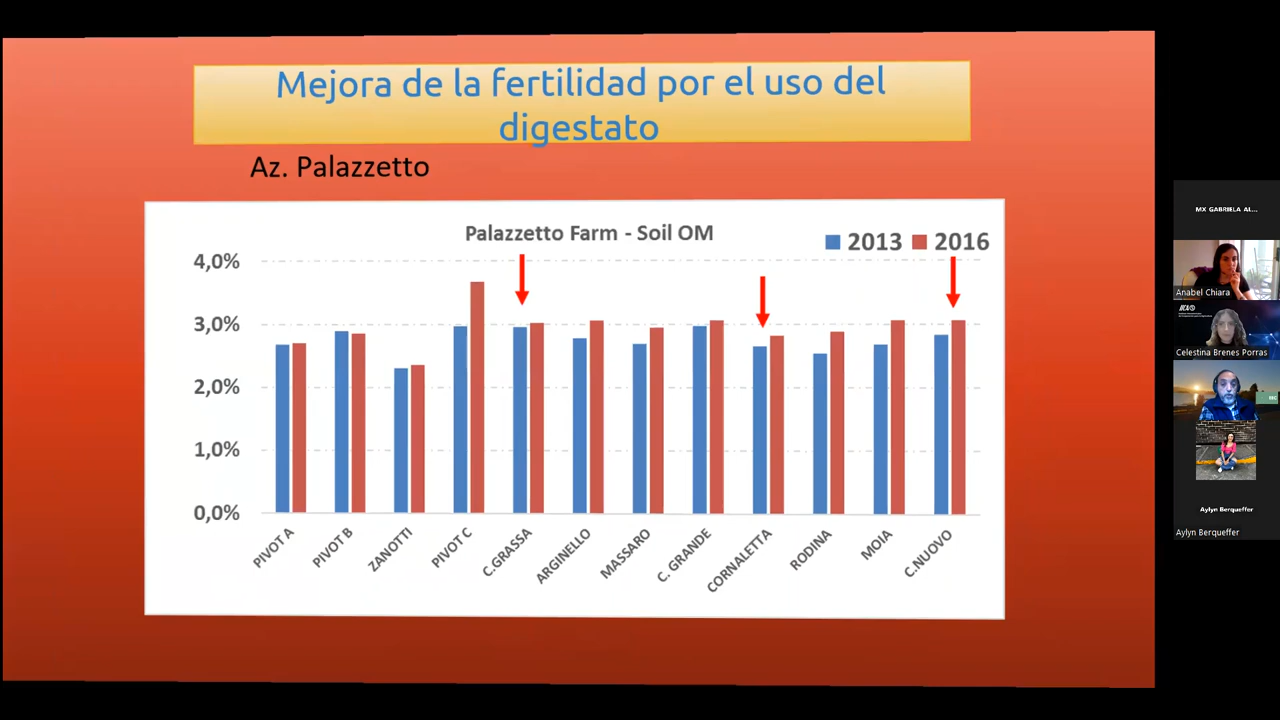 Mejora de la fertilidad por el uso del
digestato
Az. Palazzetto
Palazzetto Farm - Soil OM
2013 2016
4,0%
3,0%
2,0%
1,0%
0,0%
PIVOT A
PIVOT B
ZANOTTI
PIVOT C
C.GRASSA
ARGINELLO
MASSARO
C. GRANDE
CORNALETTA
RODINA
MOIA
C.NUOVO
MX GABRIELA AL...
Anabel Chiara
Celestina Brenes Porras
Aylyn Berqueffer
Aylyn Berqueffer